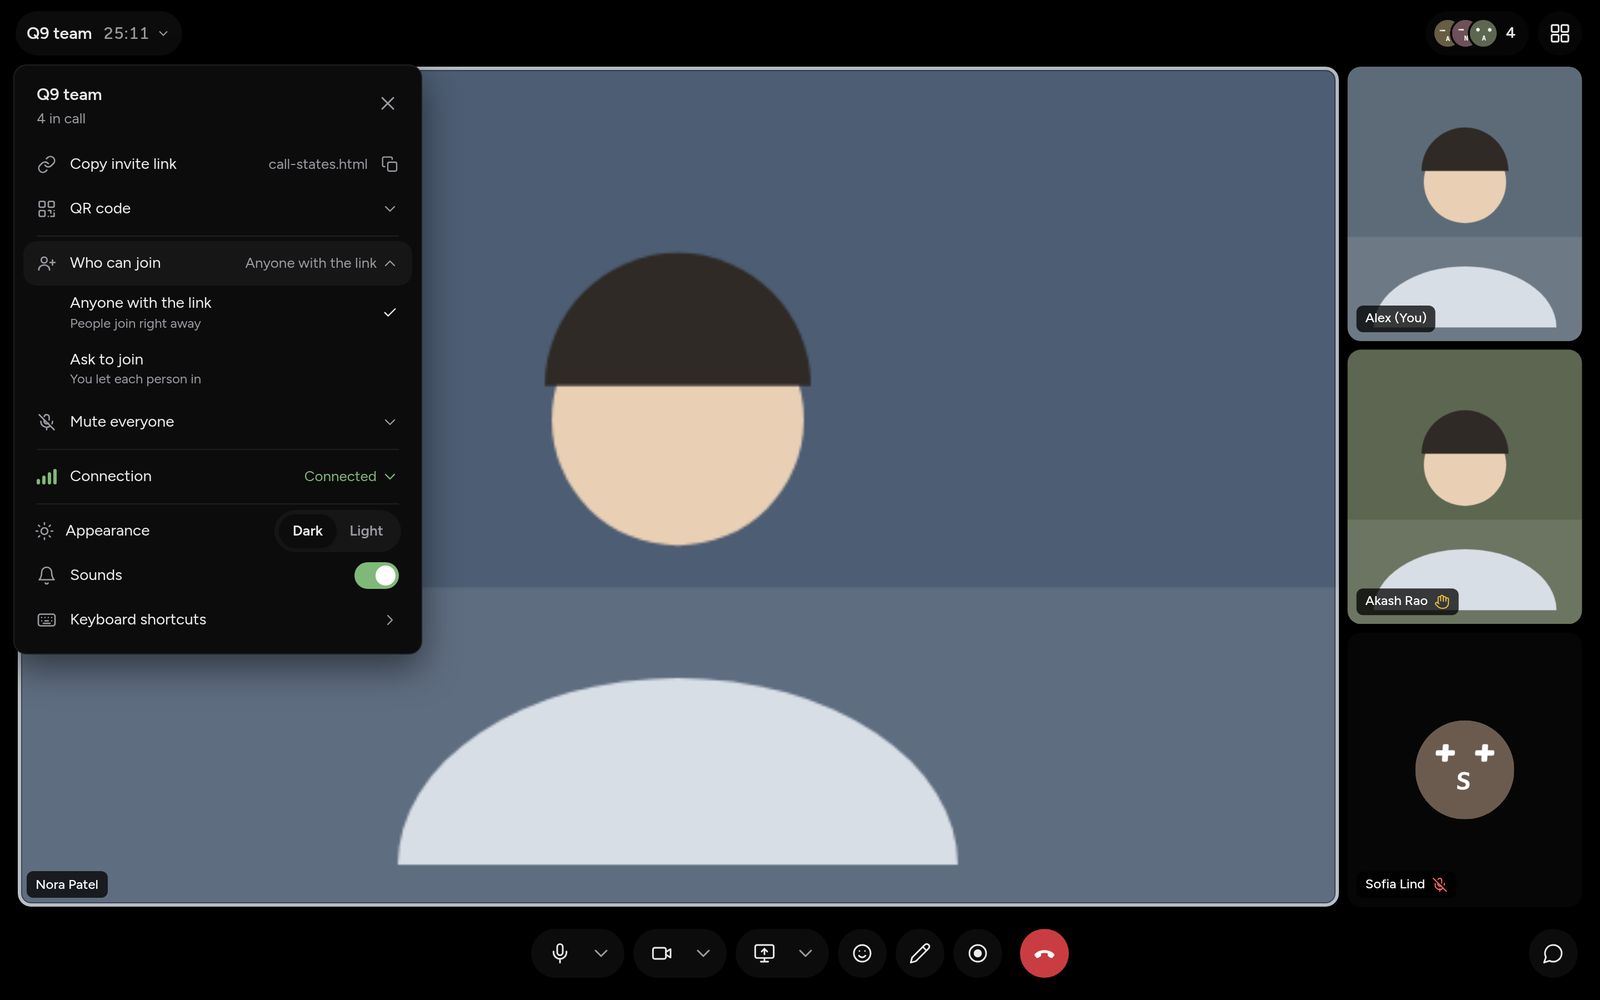 Q9 team 25:11
A N A 4
Q9 team
4 in call
Copy invite link call-states.html
QR code
Who can join Anyone with the link
Anyone with the link
People join right away
Ask to join
You let each person in
Mute everyone
Connection Connected
Appearance Dark Light
Sounds
Keyboard shortcuts
Nora Patel
Alex (You)
Akash Rao
S
Sofia Lind